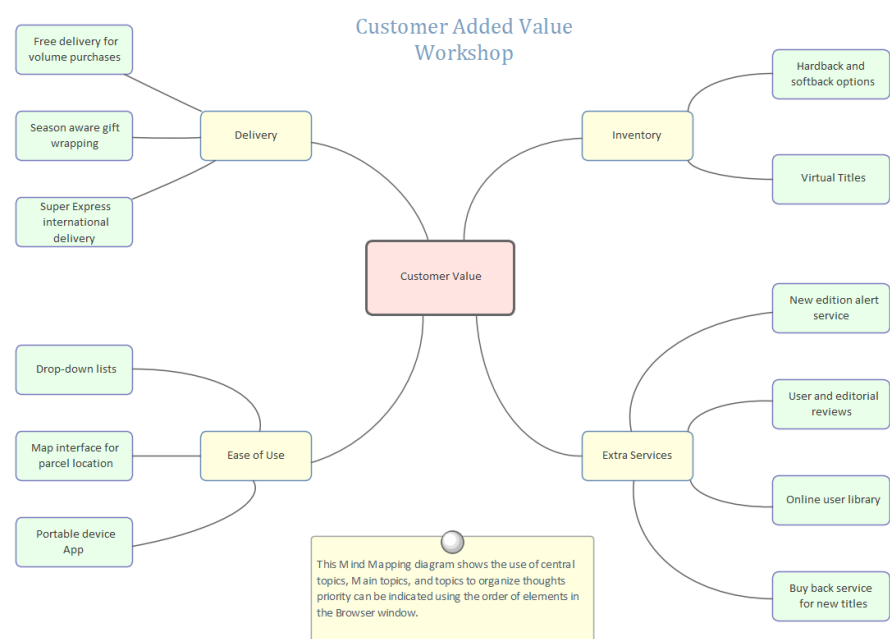 Customer Added Value
Workshop
Free delivery for
volume purchases
Season aware gift
wrapping
Super Express
international
delivery
Delivery
Inventory
Hardback and
softback options
Virtual Titles
Customer Value
Drop-down lists
Map interface for
parcel location
Portable device
App
Ease of Use
Extra Services
New edition alert
service
User and editorial
reviews
Online user library
Buy back service
for new titles
This Mind Mapping diagram shows the use of central
topics, Main topics, and topics to organize thoughts
priority can be indicated using the order of elements in
the Browser window.